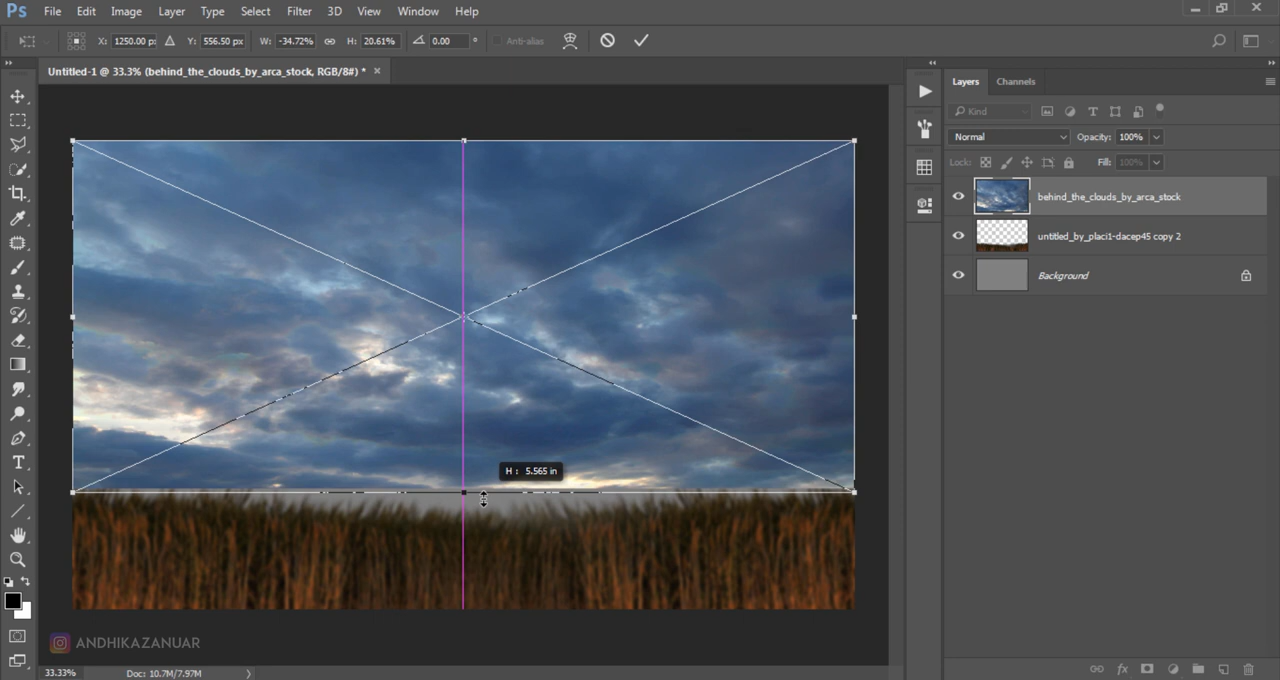 Ps File Edit Image Layer Type Select Filter 3D View Window Help
X: 1250.00 p: Y: 556.50 px W: -34.72% H: 20.61% 0.00 ° Anti-alias
Untitled-1 @ 33.3% (behind_the_clouds_by_arca_stock, RGB/8#) * ×
Layers Channels
Kind
Normal Opacity: 100%
Lock: Fill: 100%
behind_the_clouds_by_arca_stock
untitled_by_placi1-dacep45 copy 2
Background
H : 5.565 in
ANDHIKAZANUAR
33.33% Doc: 10.7M/7.97M